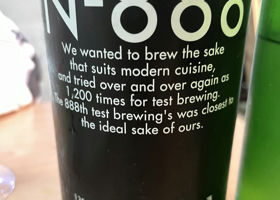 N-888
We wanted to brew the sake
that suits modern cuisine,
and tried over and over again as
1,200 times for test brewing.
The 888th test brewing's was closest to
the ideal sake of ours.